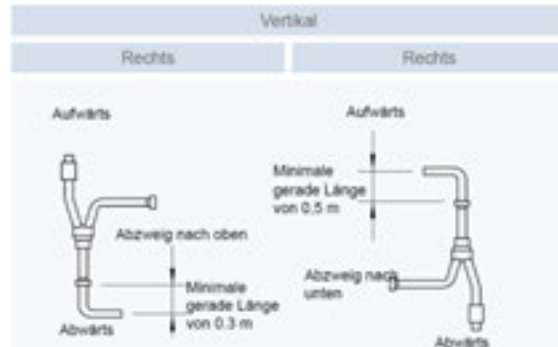 Vertikal
Rechts
Rechts
Aufwärts
Abzweig nach oben
Minimale
gerade Länge
von 0.3 m
Abwärts
Aufwärts
Minimale
gerade Länge
von 0,5 m
Abzweig nach
unten
Abwärts